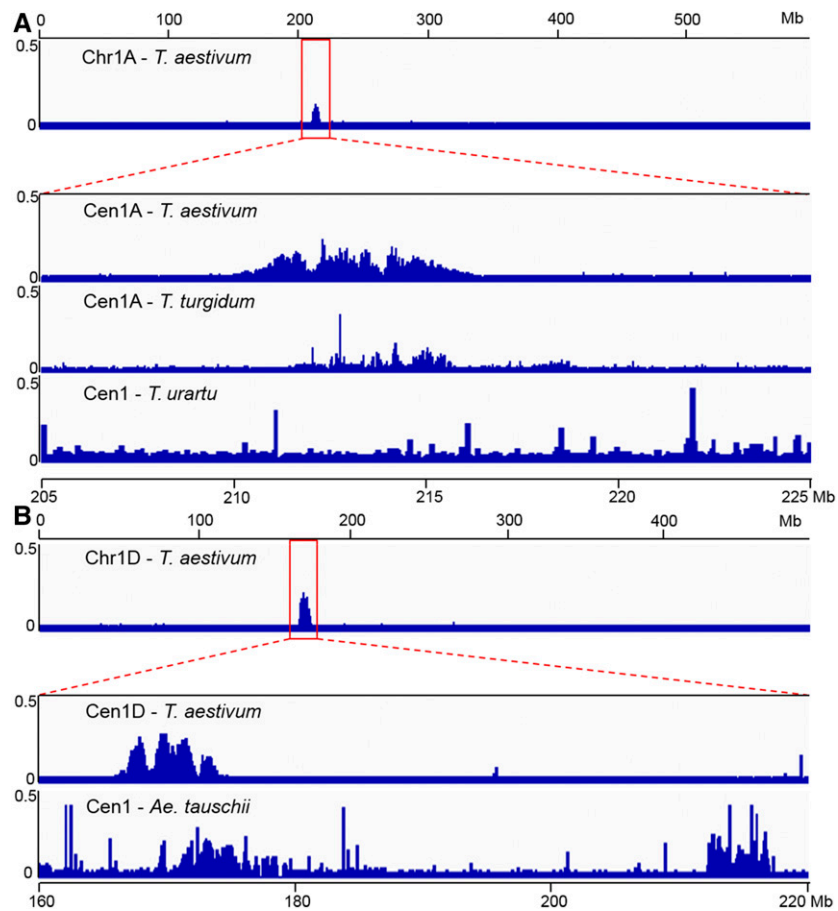 A
0 100 200 300 400 500 Mb
0.5
Chr1A - T. aestivum
0
0.5
Cen1A - T. aestivum
0
0.5
Cen1A - T. turgidum
0
0.5
Cen1 - T. urartu
0
205 210 215 220 225 Mb
B
0 100 200 300 400 Mb
0.5
Chr1D - T. aestivum
0
0.5
Cen1D - T. aestivum
0
0.5
Cen1 - Ae. tauschii
0
160 180 200 220 Mb